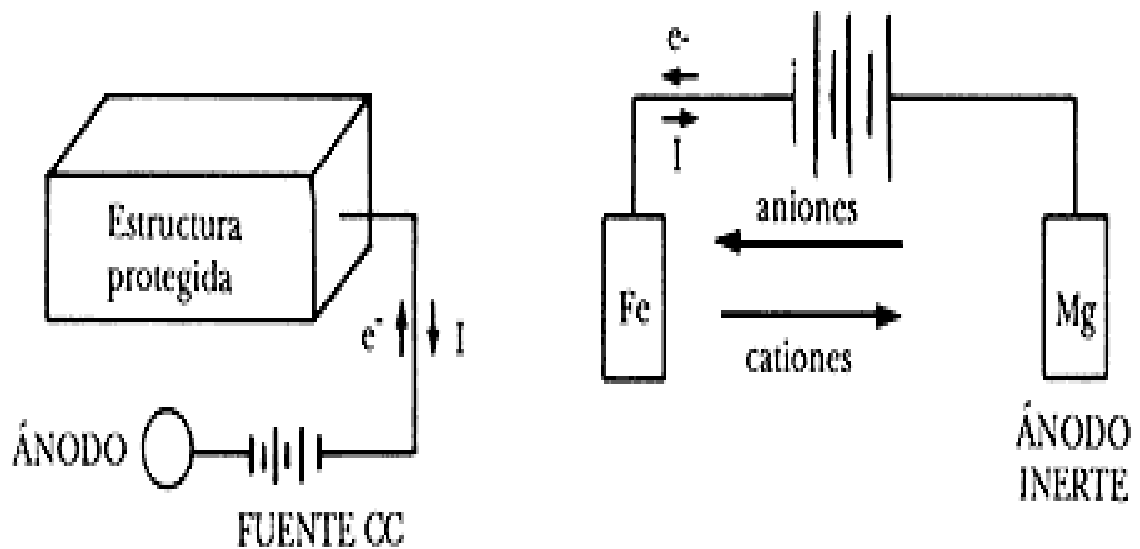 Estructura
protegida
e-
I
ÁNODO
FUENTE CC
e-
I
aniones
Fe
Mg
cationes
ÁNODO
INERTE